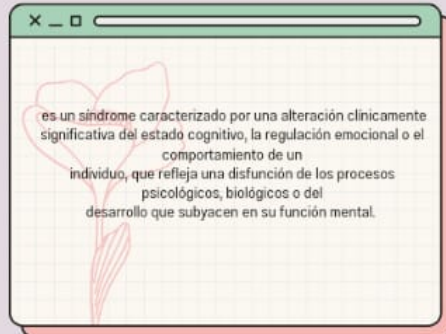 es un síndrome caracterizado por una alteración clínicamente
significativa del estado cognitivo, la regulación emocional o el
comportamiento de un
individuo, que refleja una disfunción de los procesos
psicológicos, biológicos o del
desarrollo que subyacen en su función mental.